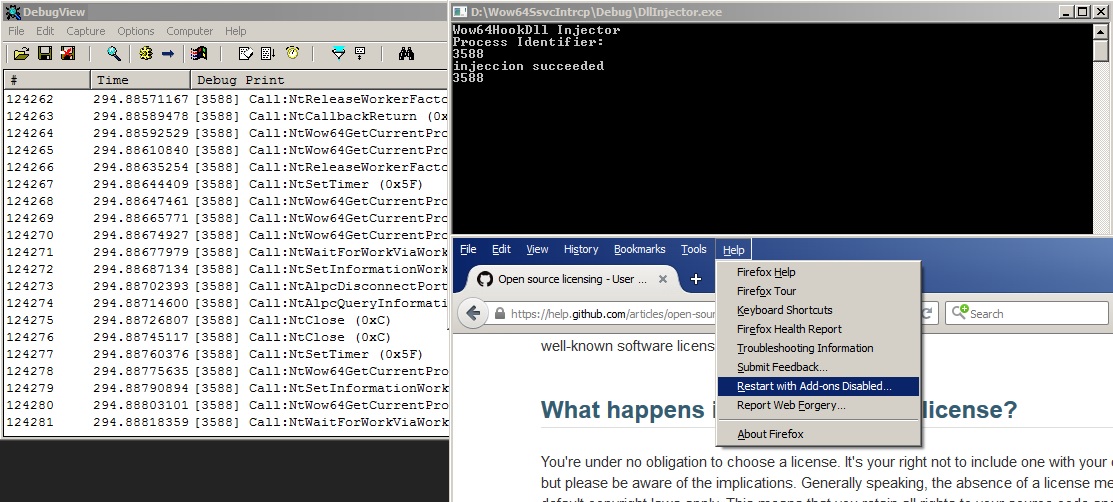 DebugView
File Edit Capture Options Computer Help
# Time Debug Print
124262 294.88571167 [3588] Call:NtReleaseWorkerFacto
124263 294.88589478 [3588] Call:NtCallbackReturn (0x
124264 294.88592529 [3588] Call:NtWow64GetCurrentPro
124265 294.88610840 [3588] Call:NtWow64GetCurrentPro
124266 294.88635254 [3588] Call:NtReleaseWorkerFacto
124267 294.88644409 [3588] Call:NtSetTimer (0x5F)
124268 294.88647461 [3588] Call:NtWow64GetCurrentPro
124269 294.88665771 [3588] Call:NtWow64GetCurrentPro
124270 294.88674927 [3588] Call:NtWow64GetCurrentPro
124271 294.88677979 [3588] Call:NtWaitForWorkViaWork
124272 294.88687134 [3588] Call:NtSetInformationWork
124273 294.88702393 [3588] Call:NtAlpcDisconnectPort
124274 294.88714600 [3588] Call:NtAlpcQueryInformati
124275 294.88726807 [3588] Call:NtClose (0xC)
124276 294.88745117 [3588] Call:NtClose (0xC)
124277 294.88760376 [3588] Call:NtSetTimer (0x5F)
124278 294.88775635 [3588] Call:NtWow64GetCurrentPro
124279 294.88790894 [3588] Call:NtSetInformationWork
124280 294.88803101 [3588] Call:NtWow64GetCurrentPro
124281 294.88818359 [3588] Call:NtWaitForWorkViaWork
D:\Wow64SsvcIntrcp\Debug\DllInjector.exe
Wow64HookDll Injector
Process Identifier:
3588
injeccion succeeded
3588
File Edit View History Bookmarks Tools Help
Open source licensing - User ...
https://help.github.com/articles/open-sour
Search
Firefox Help
Firefox Tour
Keyboard Shortcuts
Firefox Health Report
Troubleshooting Information
Submit Feedback...
Restart with Add-ons Disabled...
Report Web Forgery...
About Firefox
well-known software licens
What happens i license?
You're under no obligation to choose a license. It's your right not to include one with your
but please be aware of the implications. Generally speaking, the absence of a license me